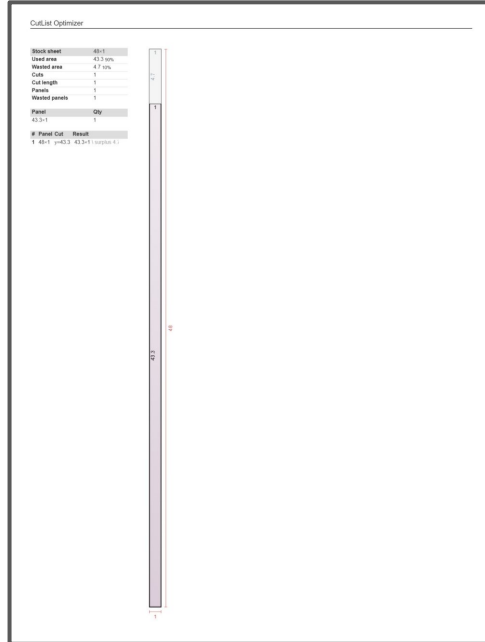 CutList Optimizer
Stock sheet 48×1
Used area 43.3 90%
Wasted area 4.7 10%
Cuts 1
Cut length 1
Panels 1
Wasted panels 1
Panel Qty
43.3×1 1
# Panel Cut Result
1 48×1 y=43.3 43.3×1
1
4.7
1
43.3
48
1